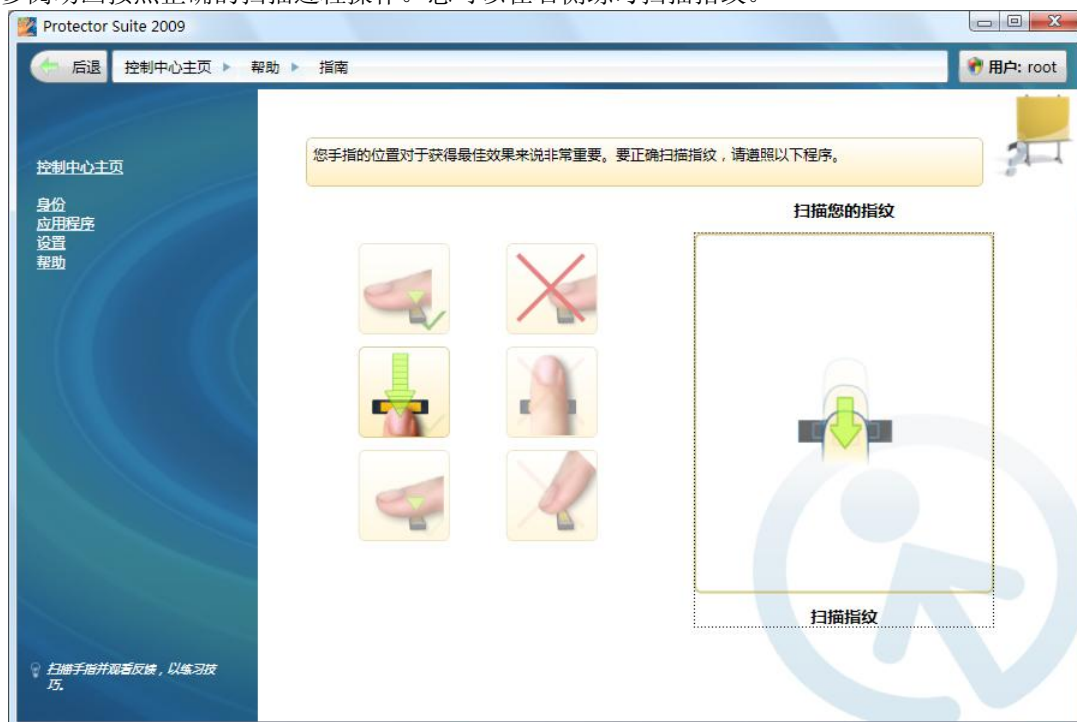 Protector Suite 2009
后退 控制中心主页 帮助 指南 用户: root
您手指的位置对于获得最佳效果来说非常重要。要正确扫描指纹，请遵照以下程序。
控制中心主页
身份
应用程序
设置
帮助
扫描您的指纹
扫描指纹
扫描手指并观看反馈，以练习技
巧。